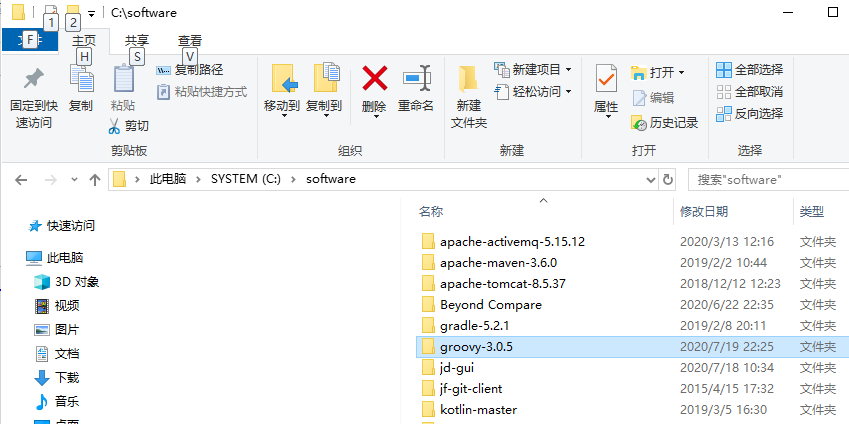 1 2 C:\software
F 主页 共享 查看
H S V
固定到快速访问
复制
粘贴
复制路径
粘贴快捷方式
剪切
剪贴板
移动到 复制到 删除 重命名
组织
新建文件夹
新建项目
轻松访问
新建
属性
打开
编辑
历史记录
打开
全部选择
全部取消
反向选择
选择
此电脑 SYSTEM (C:) software 搜索"software"
快速访问
此电脑
3D 对象
视频
图片
文档
下载
音乐
名称 修改日期 类型
apache-activemq-5.15.12 2020/3/13 12:16 文件夹
apache-maven-3.6.0 2019/2/2 10:44 文件夹
apache-tomcat-8.5.37 2018/12/12 12:23 文件夹
Beyond Compare 2020/6/22 22:35 文件夹
gradle-5.2.1 2019/2/8 20:11 文件夹
groovy-3.0.5 2020/7/19 22:25 文件夹
jd-gui 2020/7/18 10:34 文件夹
jf-git-client 2015/4/15 17:32 文件夹
kotlin-master 2019/3/5 16:30 文件夹